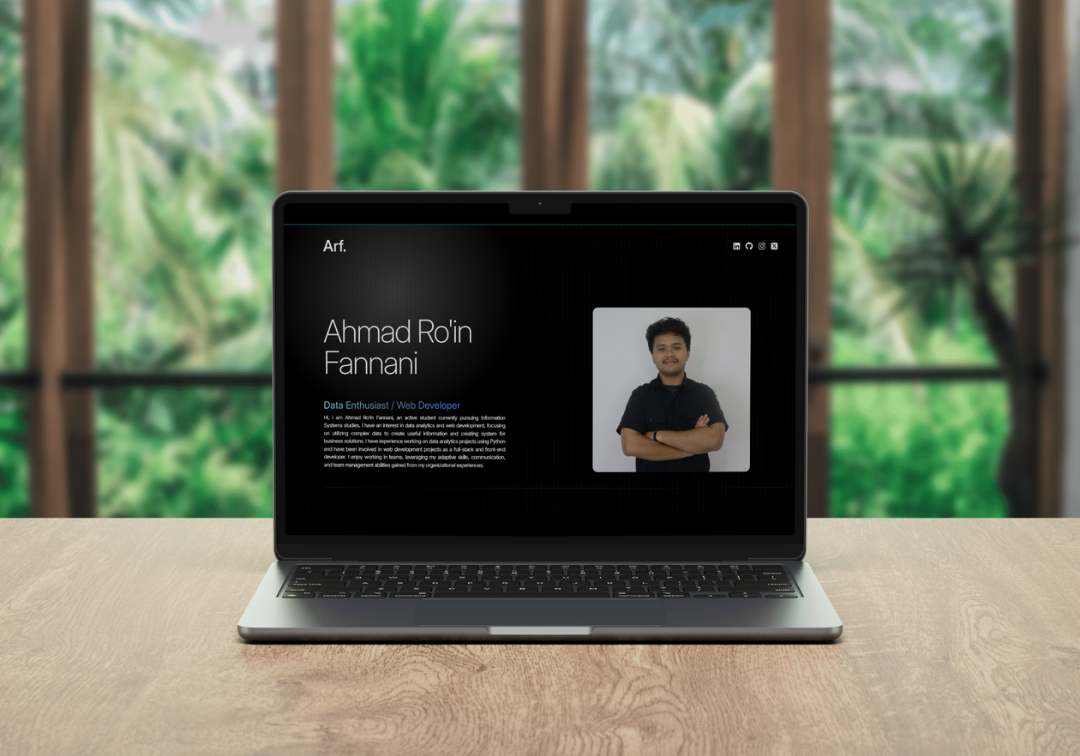 Arf.
Ahmad Ro'in
Fannani
Data Enthusiast / Web Developer
Hi, I am Ahmad Ro'in Fannani, an active student currently pursuing Information
Systems studies. I have an interest in data analytics and web development, focusing
on utilizing complex data to create useful information and creating system for
business solutions. I have experience working on data analytics projects using Python
and have been involved in web development projects as a full-stack and front-end
developer. I enjoy working in teams, leveraging my adaptive skills, communication,
and team management abilities gained from my organizational experiences.